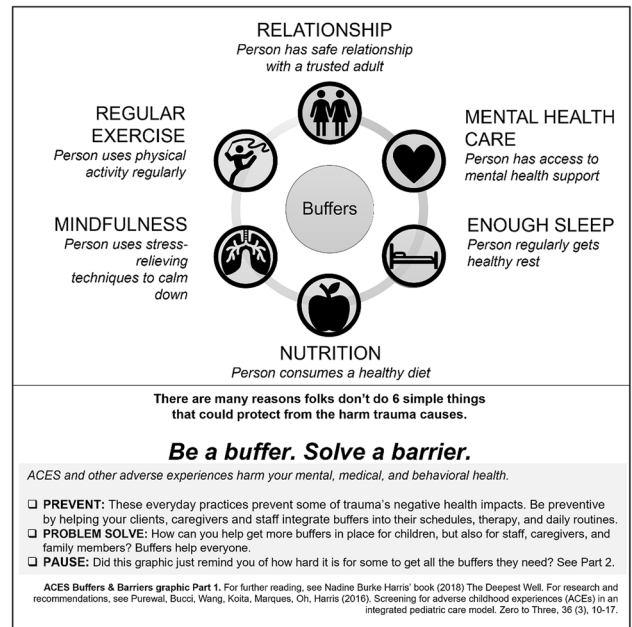 RELATIONSHIP
Person has safe relationship
with a trusted adult
REGULAR
EXERCISE
Person uses physical
activity regularly
MENTAL HEALTH
CARE
Person has access to
mental health support
Buffers
MINDFULNESS
Person uses stress-
relieving
techniques to calm
down
ENOUGH SLEEP
Person regularly gets
healthy rest
NUTRITION
Person consumes a healthy diet
There are many reasons folks don’t do 6 simple things
that could protect from the harm trauma causes.
Be a buffer. Solve a barrier.
ACES and other adverse experiences harm your mental, medical, and behavioral health.
❑ PREVENT: These everyday practices prevent some of trauma’s negative health impacts. Be preventive
by helping your clients, caregivers and staff integrate buffers into their schedules, therapy, and daily routines.
❑ PROBLEM SOLVE: How can you help get more buffers in place for children, but also for staff, caregivers, and
family members? Buffers help everyone.
❑ PAUSE: Did this graphic just remind you of how hard it is for some to get all the buffers they need? See Part 2.
ACES Buffers & Barriers graphic Part 1. For further reading, see Nadine Burke Harris’ book (2018) The Deepest Well. For research and
recommendations, see Purewal, Bucci, Wang, Koita, Marques, Oh, Harris (2016). Screening for adverse childhood experiences (ACEs) in an
integrated pediatric care model. Zero to Three, 36 (3), 10-17.